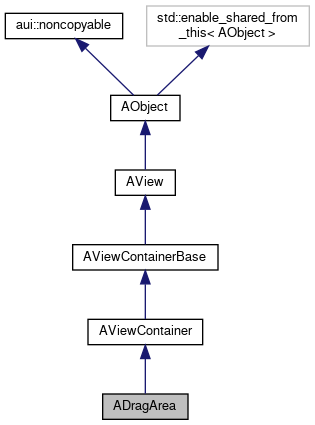 aui::noncopyable
std::enable_shared_from
_this< AObject >
AObject
AView
AViewContainerBase
AViewContainer
ADragArea